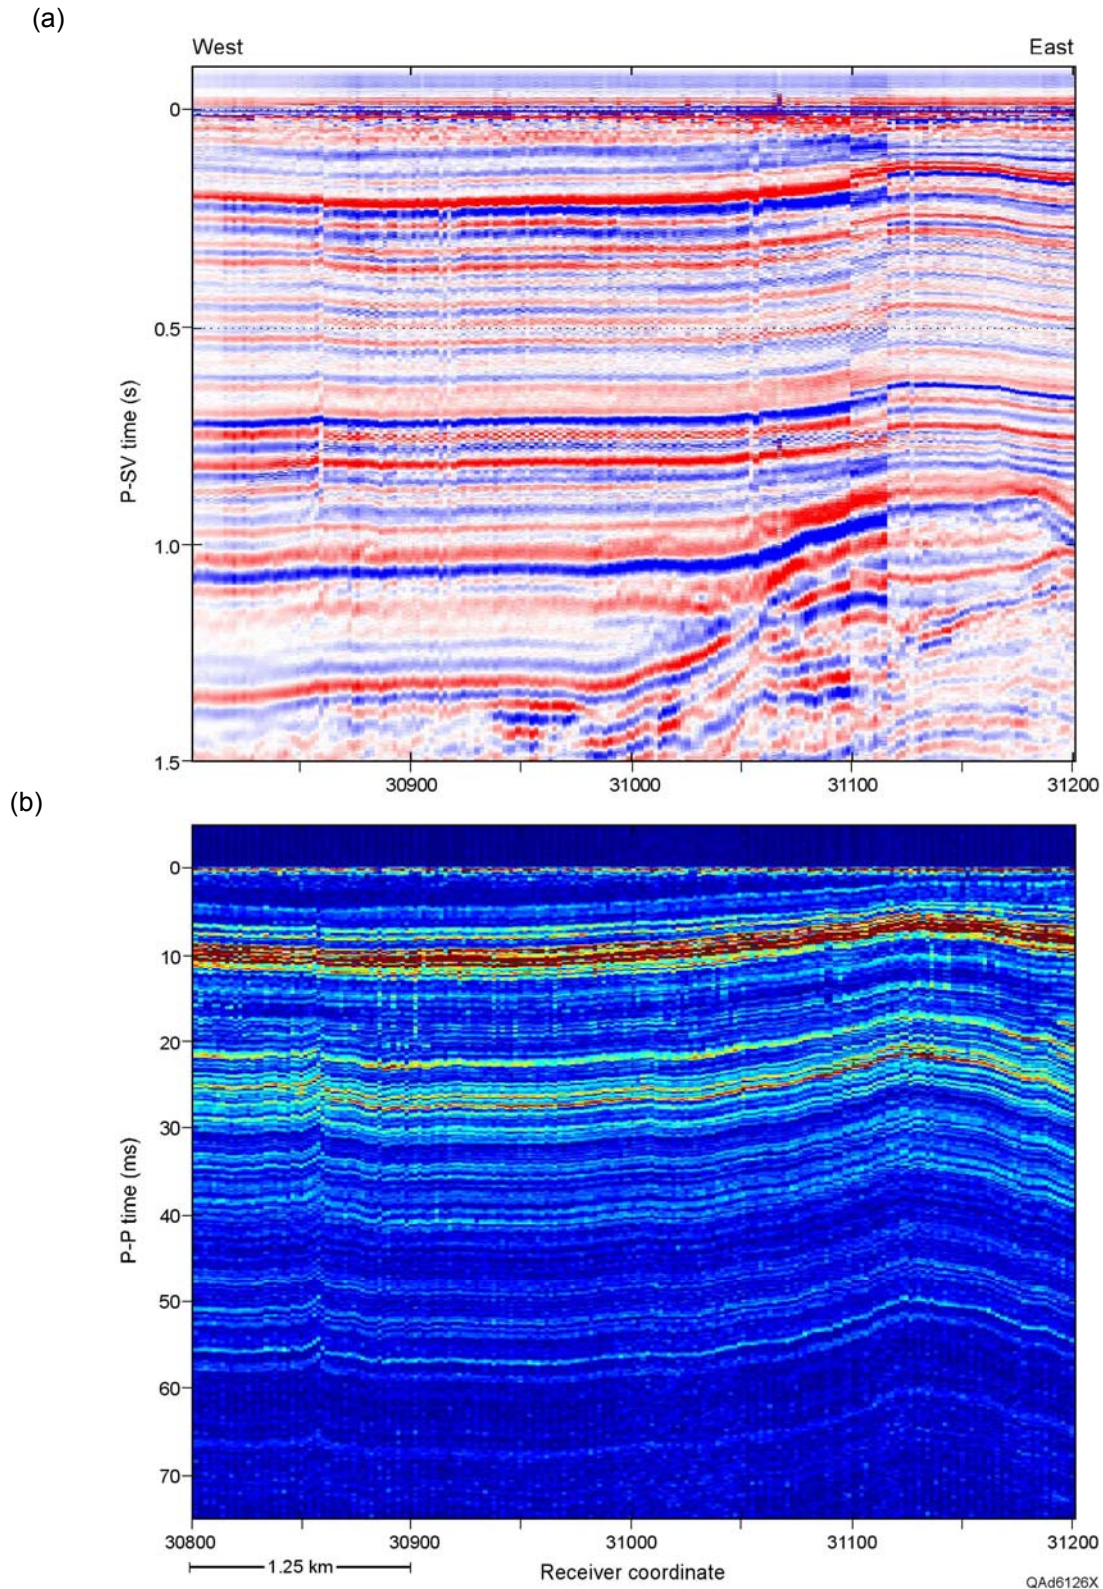 (a)
West East
0
0.5
P-SV time (s)
1.0
1.5
30900 31000 31100 31200
(b)
0
10
20
30
P-P time (ms)
40
50
60
70
30800 30900 31000 31100 31200
1.25 km
Receiver coordinate
QAd6126X